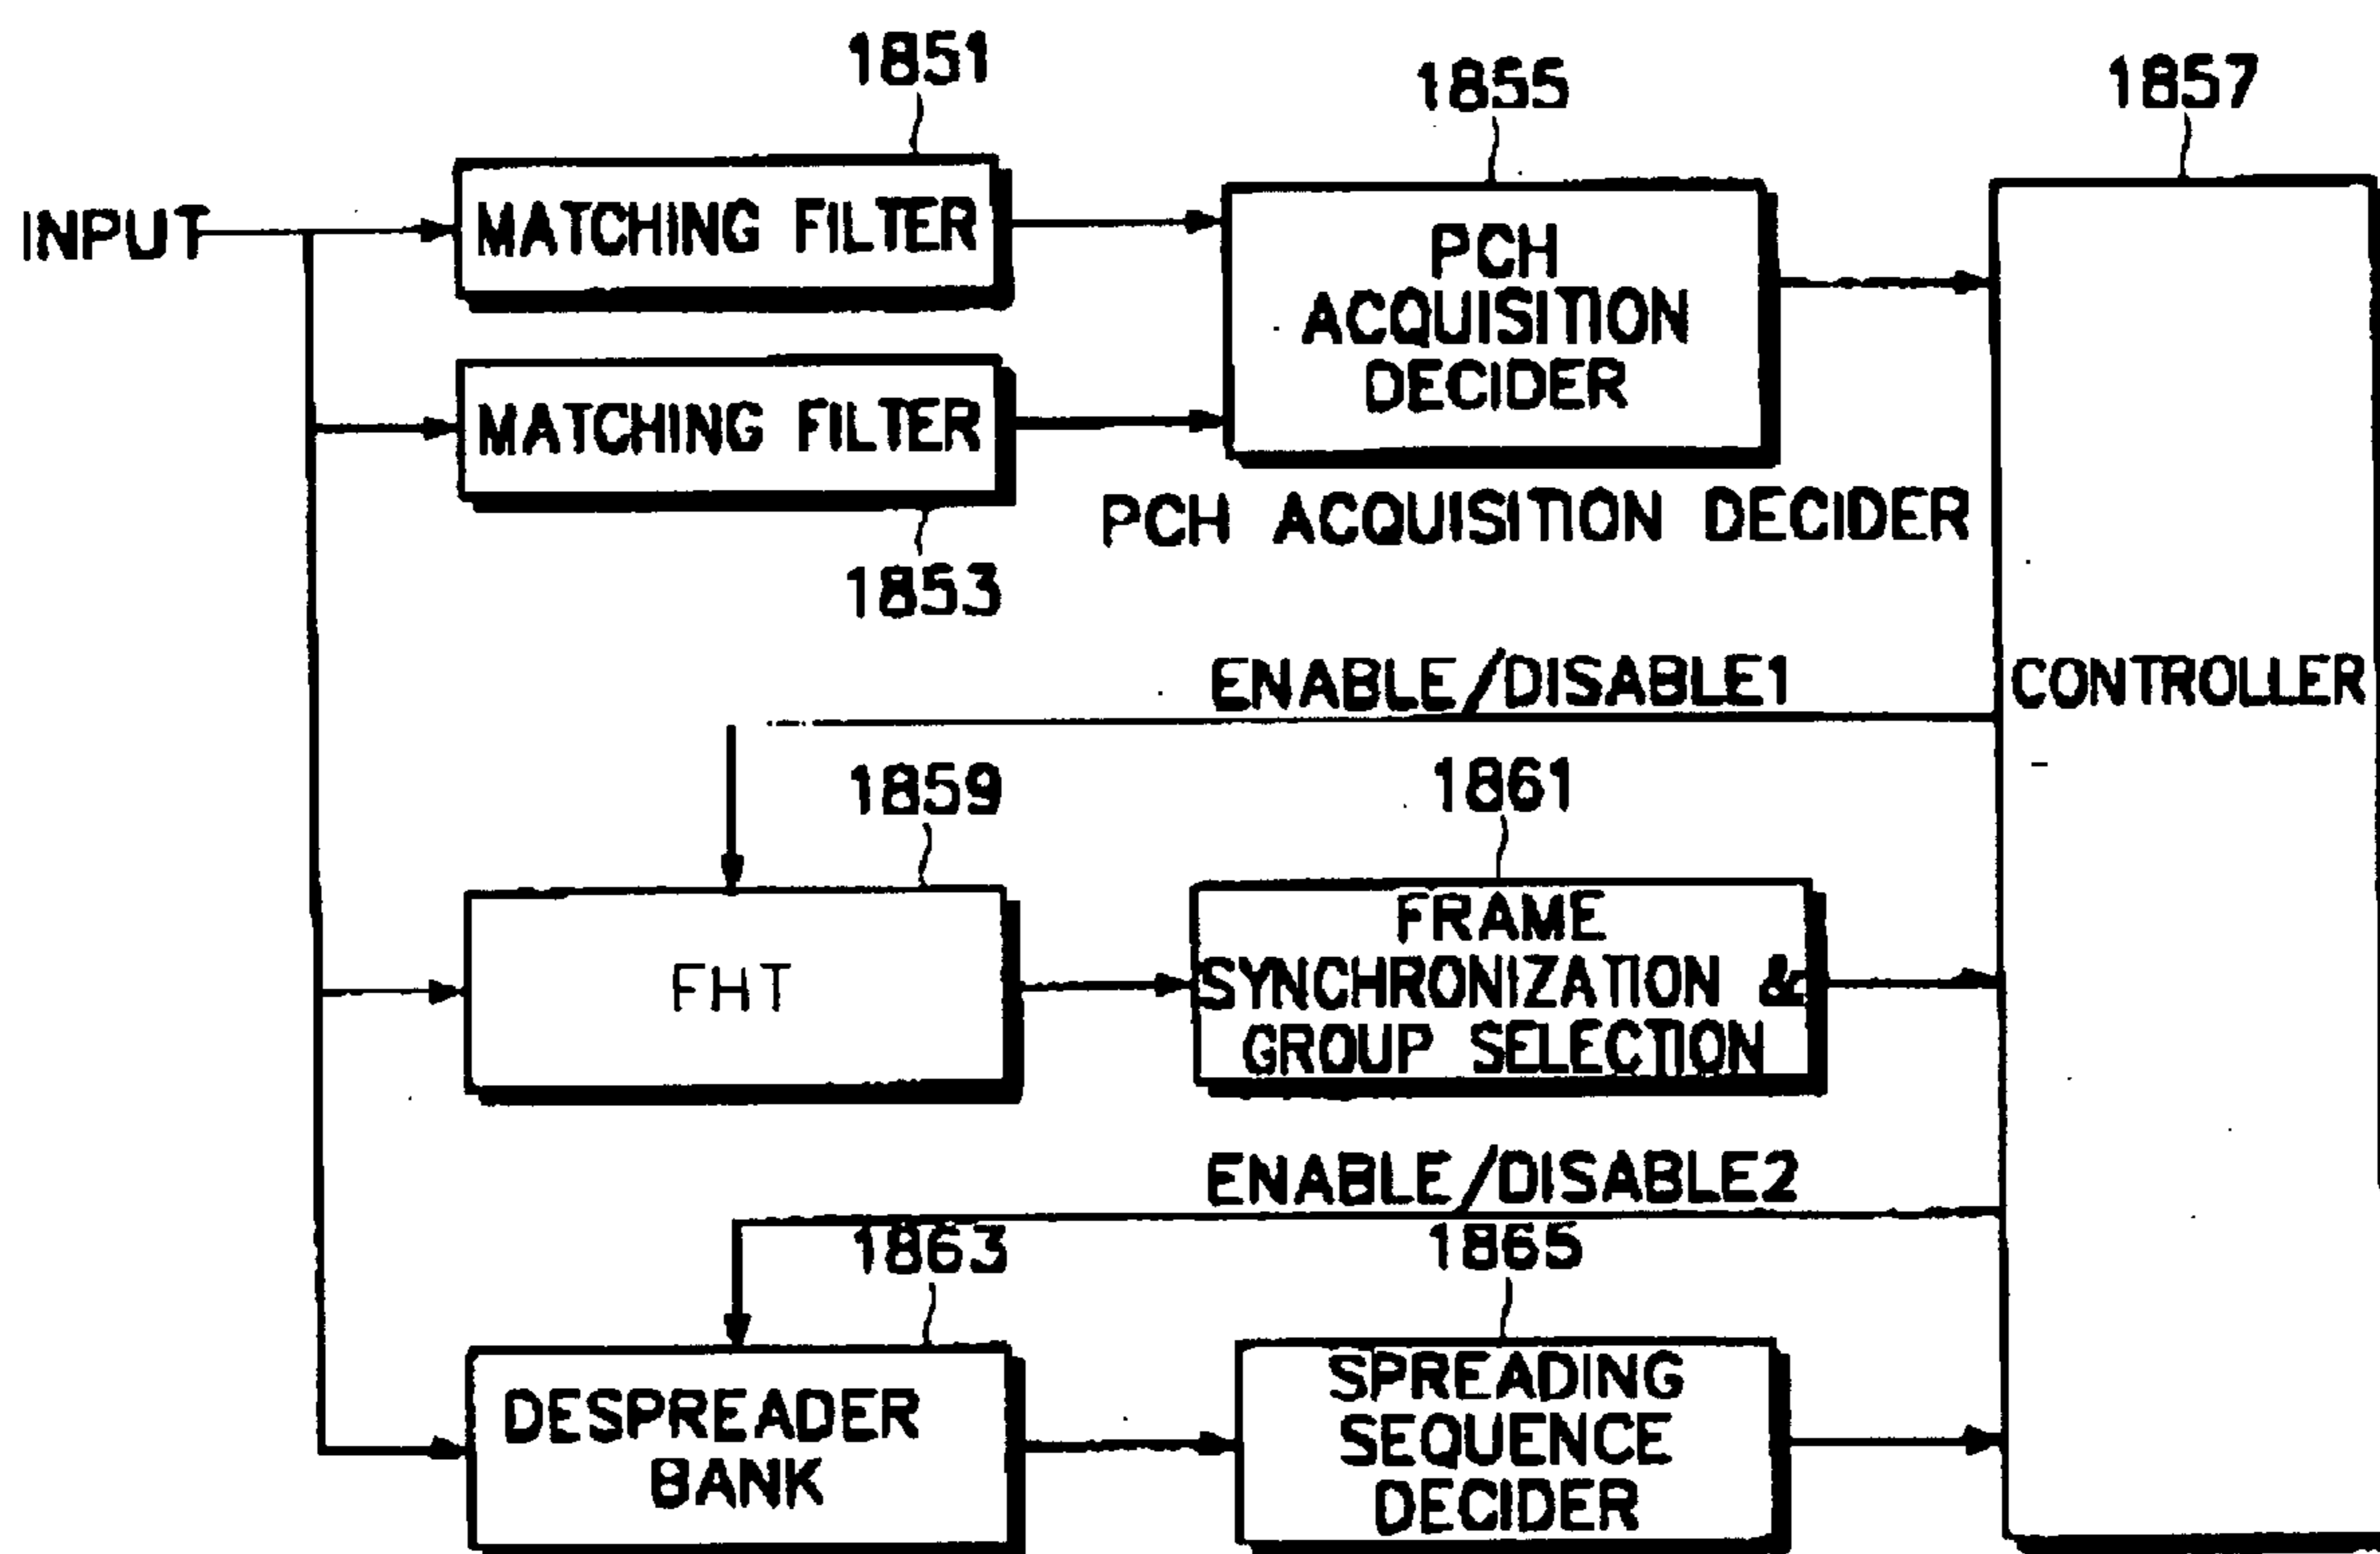 1851
1855
1857
INPUT
MATCHING FILTER
PCH
ACQUISITION
DECIDER
MATCHING FILTER
PCH ACQUISITION DECIDER
1853
ENABLE/DISABLE1
CONTROLLER
1859
1861
FHT
FRAME
SYNCHRONIZATION &
GROUP SELECTION
ENABLE/DISABLE2
1863
1865
DESPREADER
BANK
SPREADING
SEQUENCE
DECIDER